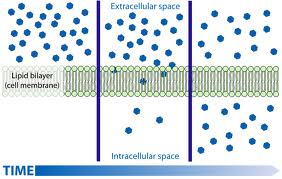 Extracellular space
Lipid bilayer
(cell membrane)
Intracellular space
TIME